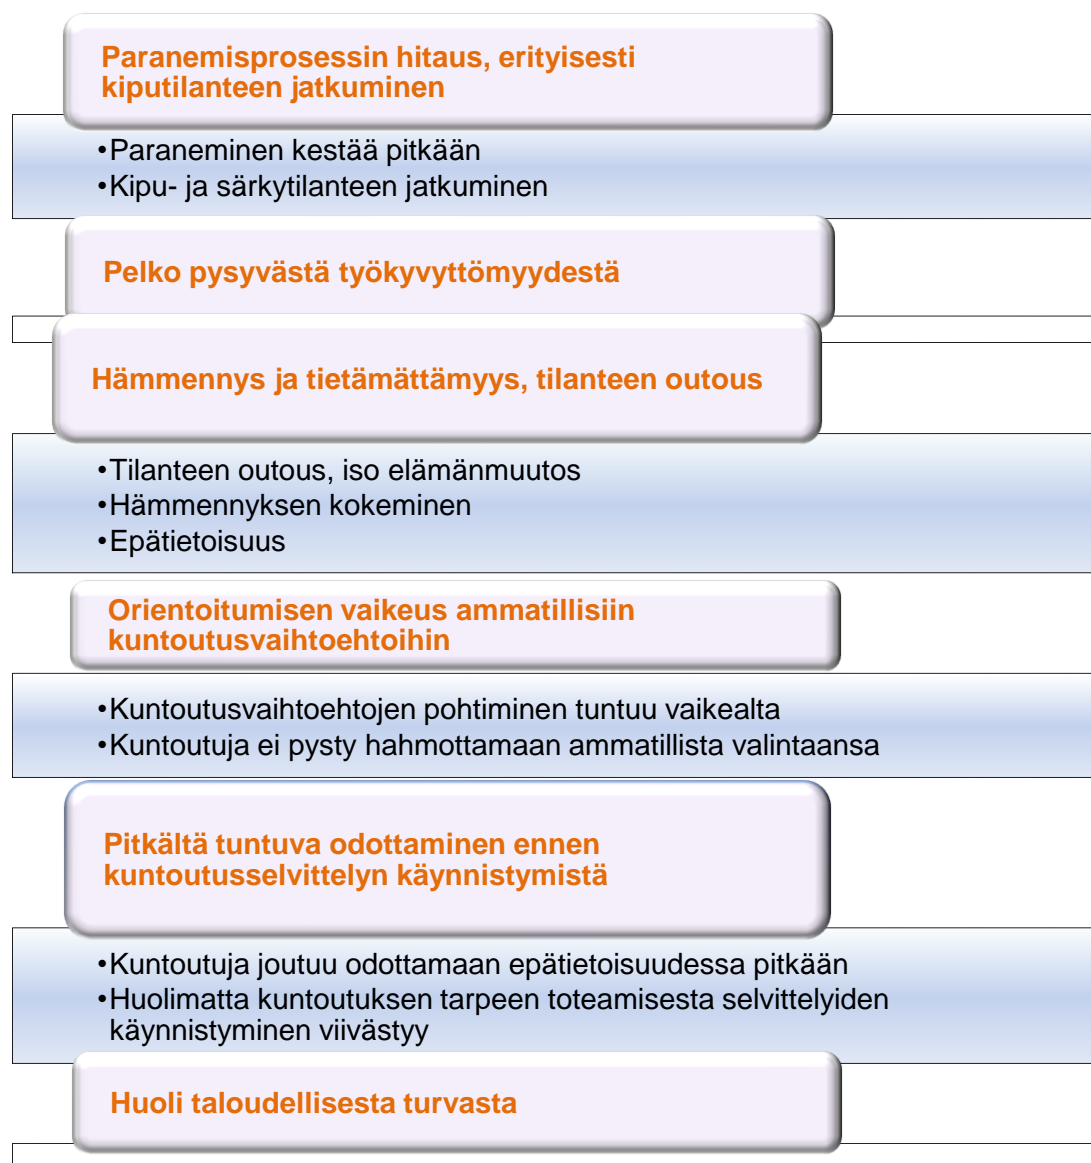 Paranemisprosessin hitaus, erityisesti
kiputilanteen jatkuminen
•Paraneminen kestää pitkään
•Kipu- ja särkytilanteen jatkuminen
Pelko pysyvästä työkyvyttömyydestä
Hämmennys ja tietämättämyys, tilanteen outous
•Tilanteen outous, iso elämänmuutos
•Hämmennyksen kokeminen
•Epätietoisuus
Orientoitumisen vaikeus ammatillisiin
kuntoutusvaihtoehtoihin
•Kuntoutusvaihtoehtojen pohtiminen tuntuu vaikealta
•Kuntoutuja ei pysty hahmottamaan ammatillista valintaansa
Pitkältä tuntuva odottaminen ennen
kuntoutusselvittelyn käynnistymistä
•Kuntoutuja joutuu odottamaan epätietoisuudessa pitkään
•Huolimatta kuntoutuksen tarpeen toteamisesta selvittelyiden
käynnistyminen viivästyy
Huoli taloudellisesta turvasta